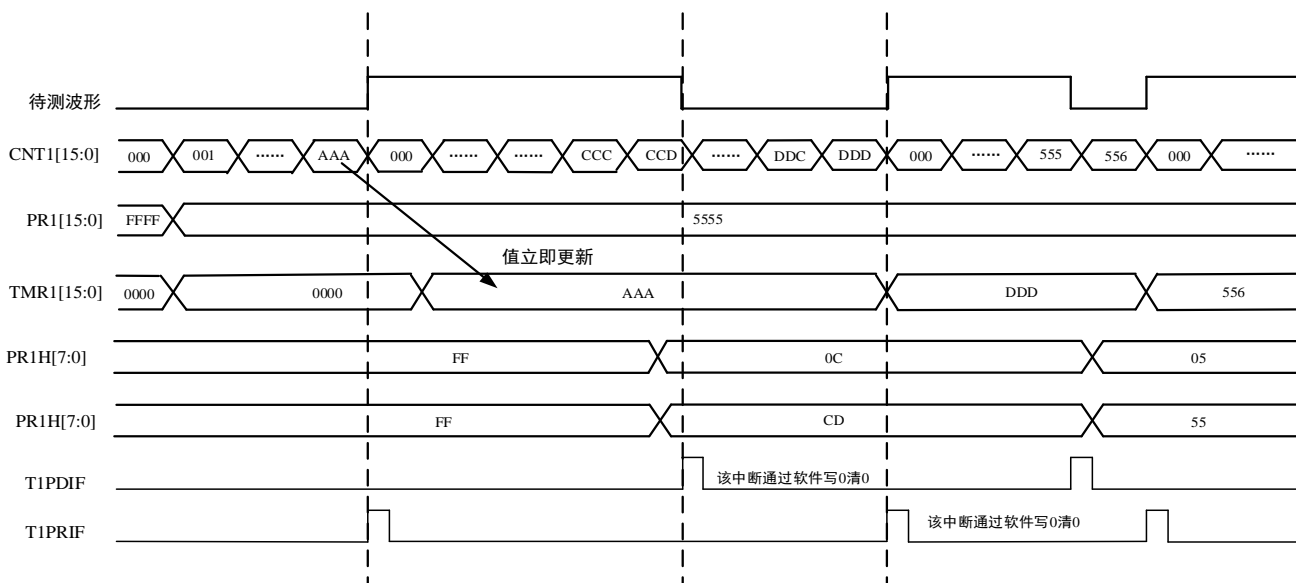 待测波形
CNT1[15:0] 000 001 …… AAA 000 …… …… CCC CCD …… DDC DDD 000 …… 555 556 000 ……
PR1[15:0] FFFF 5555
值立即更新
TMR1[15:0] 0000 0000 AAA DDD 556
PR1H[7:0] FF 0C 05
PR1H[7:0] FF CD 55
T1PDIF 该中断通过软件写0清0
T1PRIF 该中断通过软件写0清0